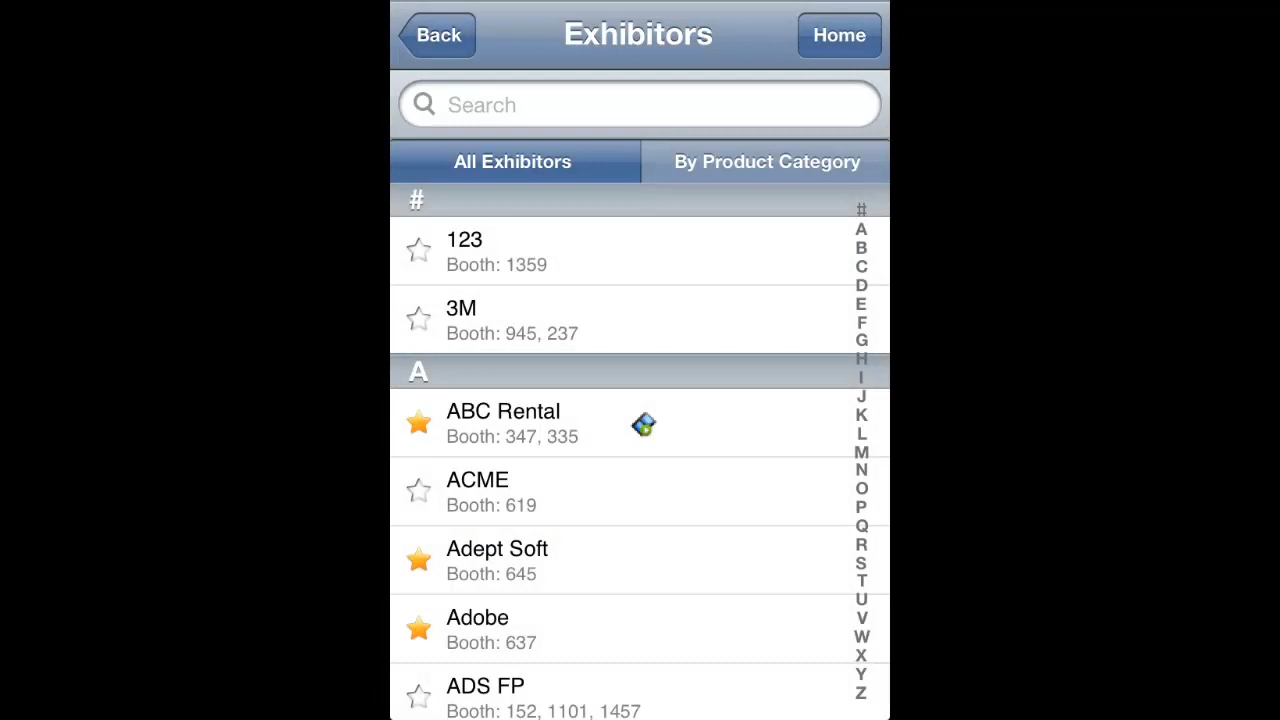 Back
Exhibitors
Home
Search
All Exhibitors
By Product Category
#
123
Booth: 1359
3M
Booth: 945, 237
A
ABC Rental
Booth: 347, 335
ACME
Booth: 619
Adept Soft
Booth: 645
Adobe
Booth: 637
ADS FP
Booth: 152, 1101, 1457
#
A
B
C
D
E
F
G
H
I
J
K
L
M
N
O
P
Q
R
S
T
U
V
W
X
Y
Z